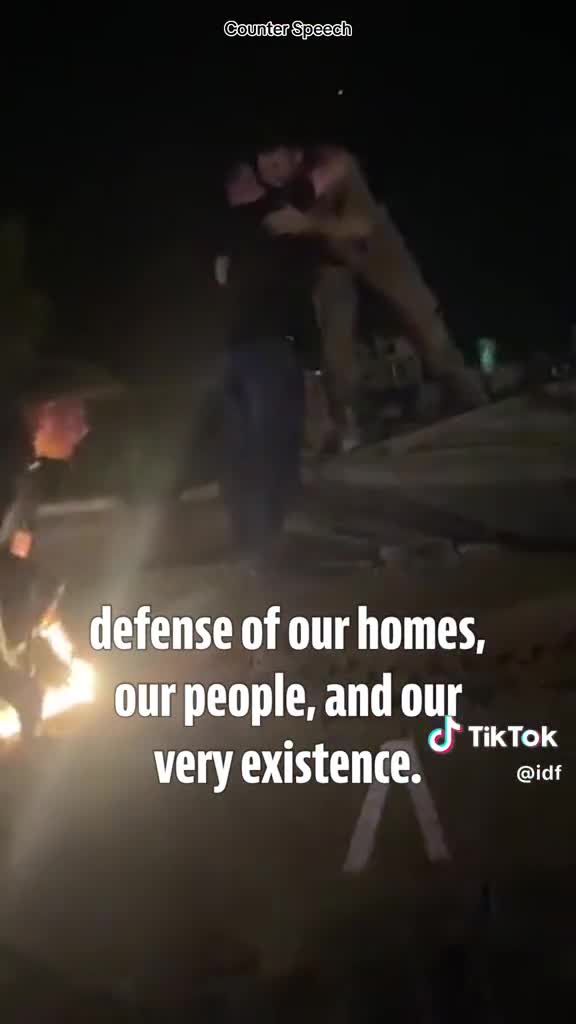 Counter Speech
defense of our homes,
our people, and our
very existence.
TikTok
@idf